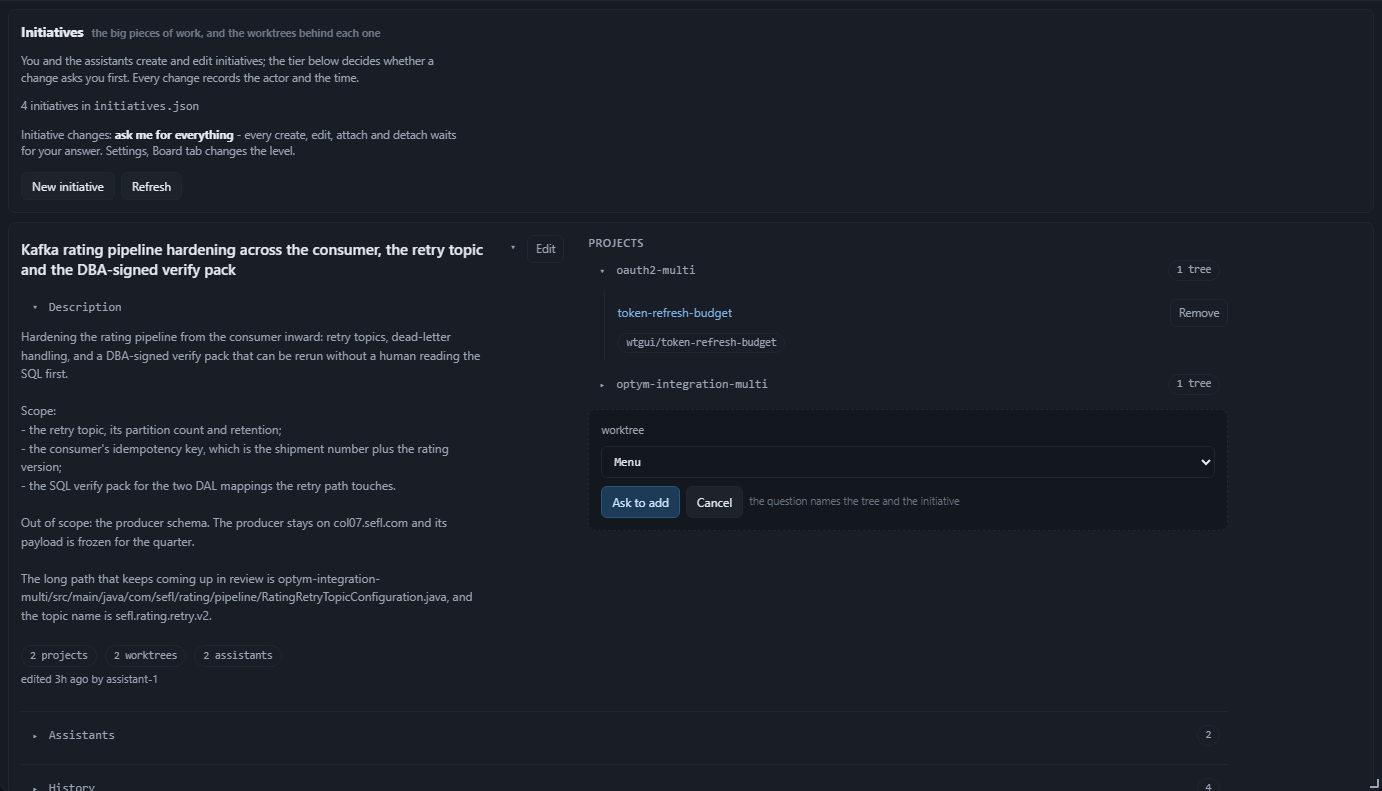 Initiatives the big pieces of work, and the worktrees behind each one
You and the assistants create and edit initiatives; the tier below decides whether a
change asks you first. Every change records the actor and the time.
4 initiatives in initiatives.json
Initiative changes: ask me for everything - every create, edit, attach and detach waits
for your answer. Settings, Board tab changes the level.
New initiative Refresh
Kafka rating pipeline hardening across the consumer, the retry topic
and the DBA-signed verify pack
Edit
Description
Hardening the rating pipeline from the consumer inward: retry topics, dead-letter
handling, and a DBA-signed verify pack that can be rerun without a human reading the
SQL first.
Scope:
- the retry topic, its partition count and retention;
- the consumer's idempotency key, which is the shipment number plus the rating
version;
- the SQL verify pack for the two DAL mappings the retry path touches.
Out of scope: the producer schema. The producer stays on col07.sefl.com and its
payload is frozen for the quarter.
The long path that keeps coming up in review is optym-integration-
multi/src/main/java/com/sefl/rating/pipeline/RatingRetryTopicConfiguration.java, and
the topic name is sefl.rating.retry.v2.
2 projects 2 worktrees 2 assistants
edited 3h ago by assistant-1
PROJECTS
oauth2-multi 1 tree
token-refresh-budget Remove
wtgui/token-refresh-budget
optym-integration-multi 1 tree
worktree
Menu
Ask to add Cancel the question names the tree and the initiative
Assistants 2
History 4